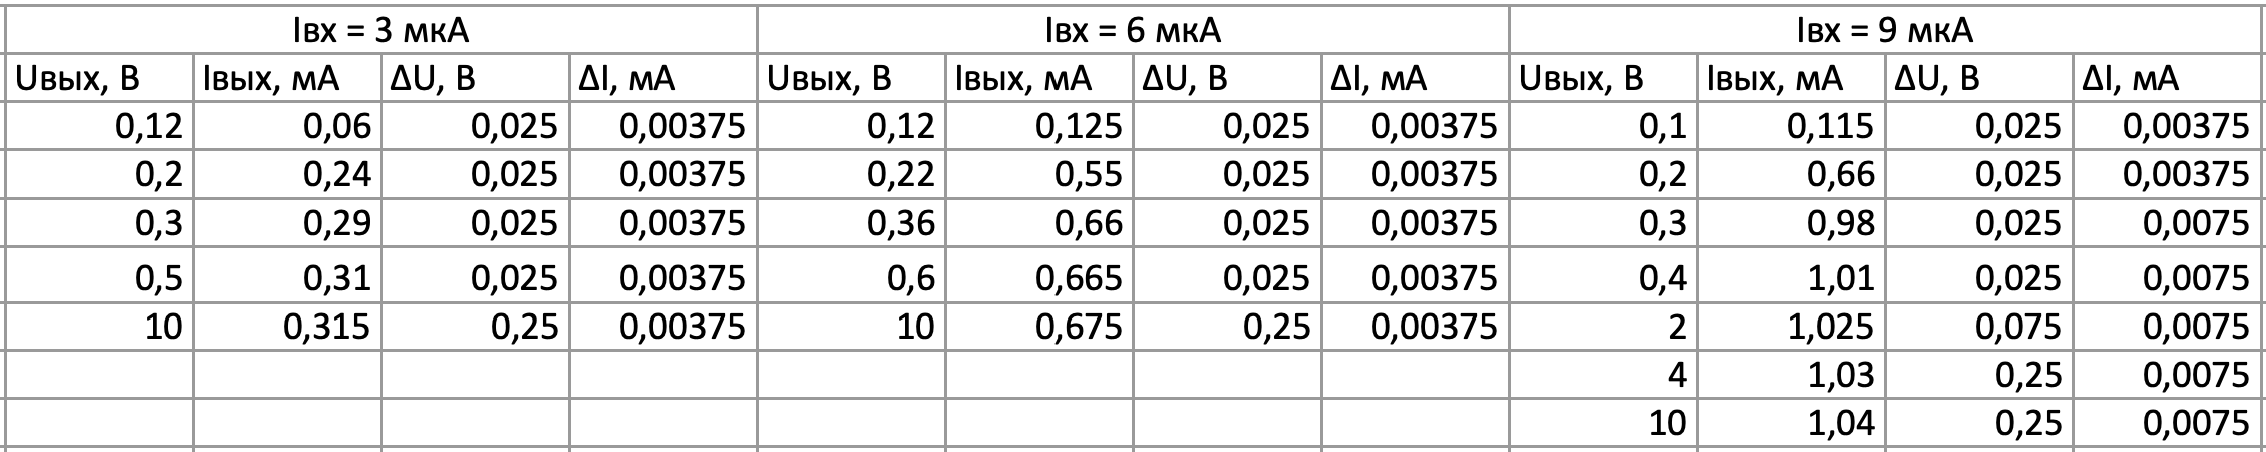 Iвх = 3 мкА Iвх = 6 мкА Iвх = 9 мкА
Uвых, В Iвых, мА ΔU, В ΔI, мА Uвых, В Iвых, мА ΔU, В ΔI, мА Uвых, В Iвых, мА ΔU, В ΔI, мА
0,12 0,06 0,025 0,00375 0,12 0,125 0,025 0,00375 0,1 0,115 0,025 0,00375
0,2 0,24 0,025 0,00375 0,22 0,55 0,025 0,00375 0,2 0,66 0,025 0,00375
0,3 0,29 0,025 0,00375 0,36 0,66 0,025 0,00375 0,3 0,98 0,025 0,0075
0,5 0,31 0,025 0,00375 0,6 0,665 0,025 0,00375 0,4 1,01 0,025 0,0075
10 0,315 0,25 0,00375 10 0,675 0,25 0,00375 2 1,025 0,075 0,0075
4 1,03 0,25 0,0075
10 1,04 0,25 0,0075